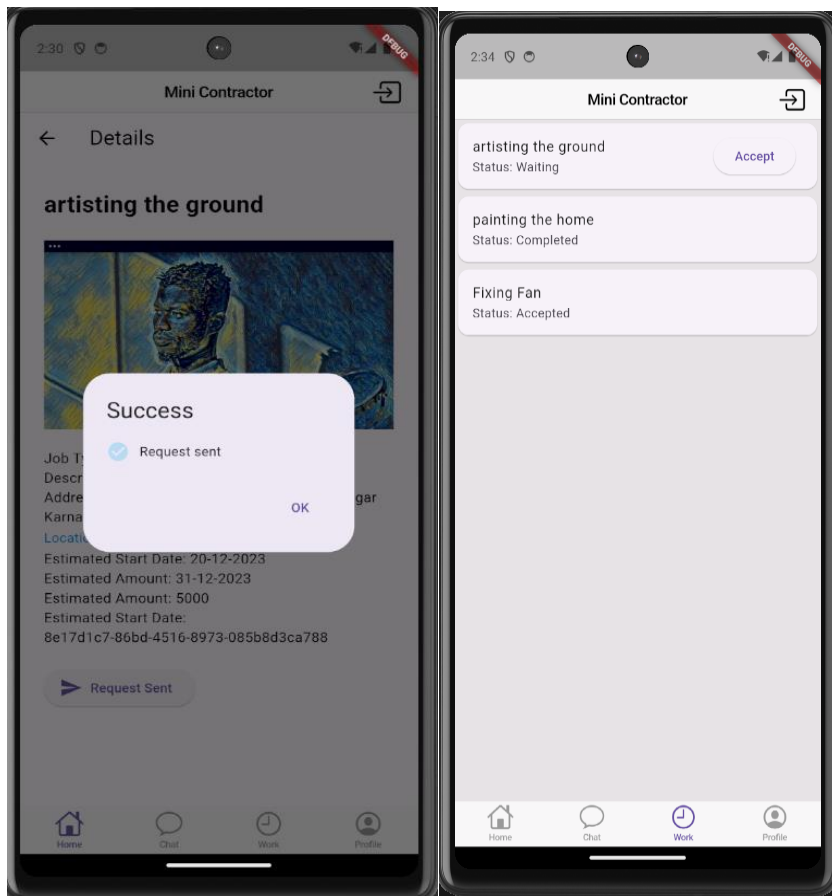 2:30
DEBUG
Mini Contractor
Details
artisting the ground
Success
Request sent
OK
Job Ty
Descr
Addre gar
Karna
Locati
Estimated Start Date: 20-12-2023
Estimated Amount: 31-12-2023
Estimated Amount: 5000
Estimated Start Date:
8e17d1c7-86bd-4516-8973-085b8d3ca788
Request Sent
Home Chat Work Profile
2:34
DEBUG
Mini Contractor
artisting the ground
Status: Waiting
Accept
painting the home
Status: Completed
Fixing Fan
Status: Accepted
Home Chat Work Profile